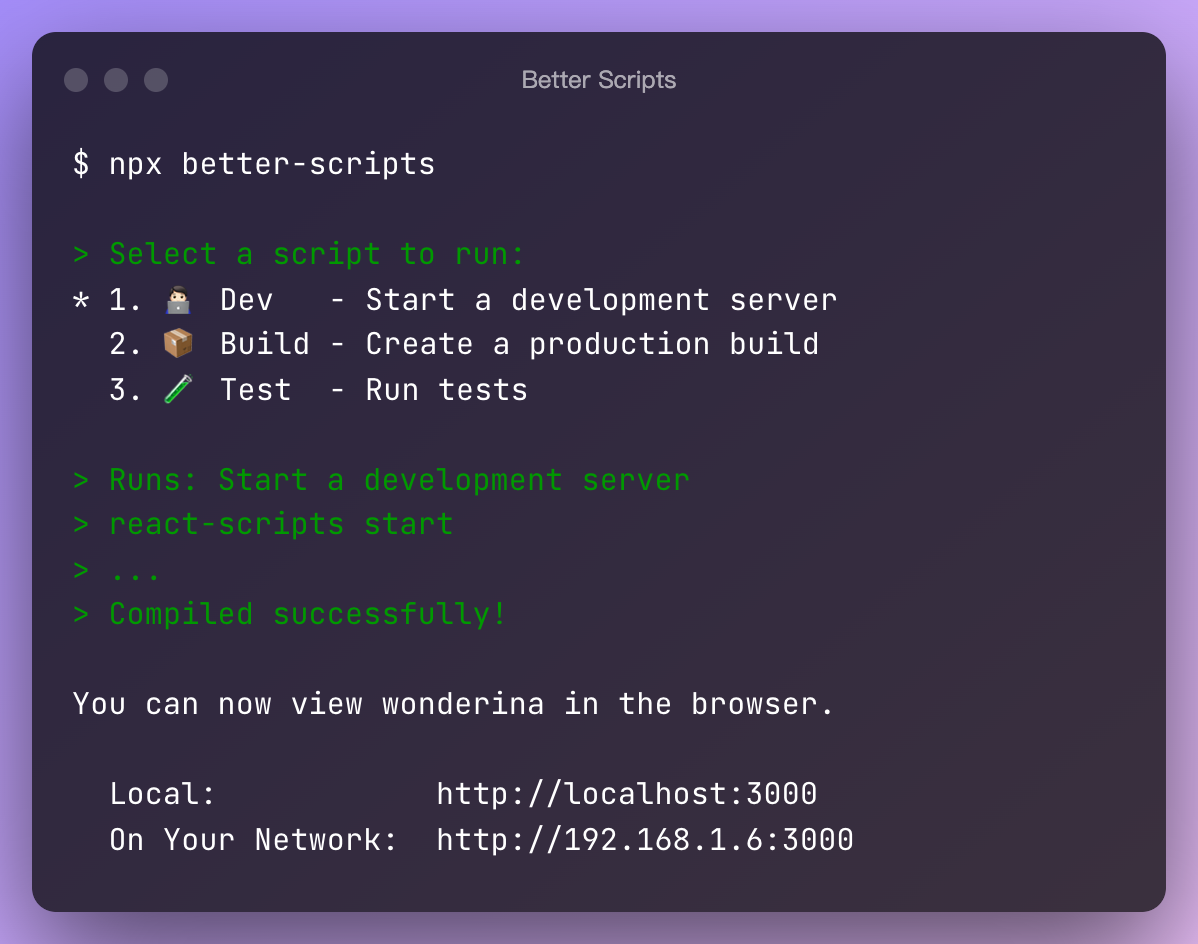 Better Scripts
$ npx better-scripts
> Select a script to run:
* 1. 🧑🏻‍💻 Dev - Start a development server
2. 📦 Build - Create a production build
3. 🧪 Test - Run tests
> Runs: Start a development server
> react-scripts start
> ...
> Compiled successfully!
You can now view wonderina in the browser.
Local: http://localhost:3000
On Your Network: http://192.168.1.6:3000